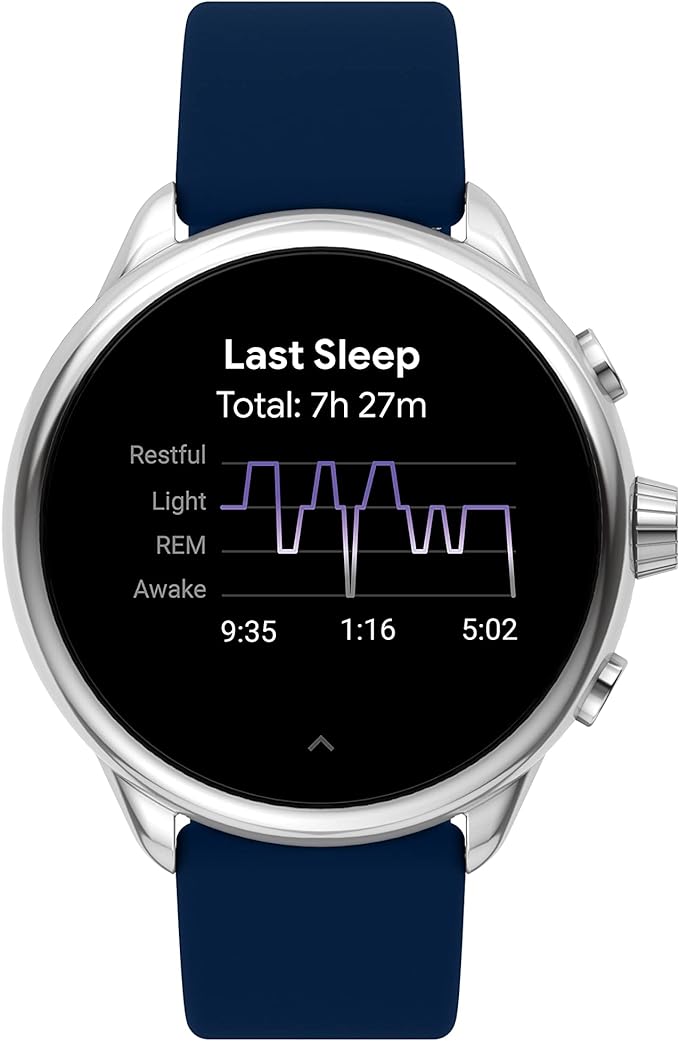 Last Sleep
Total: 7h 27m
Restful
Light
REM
Awake
9:35 1:16 5:02